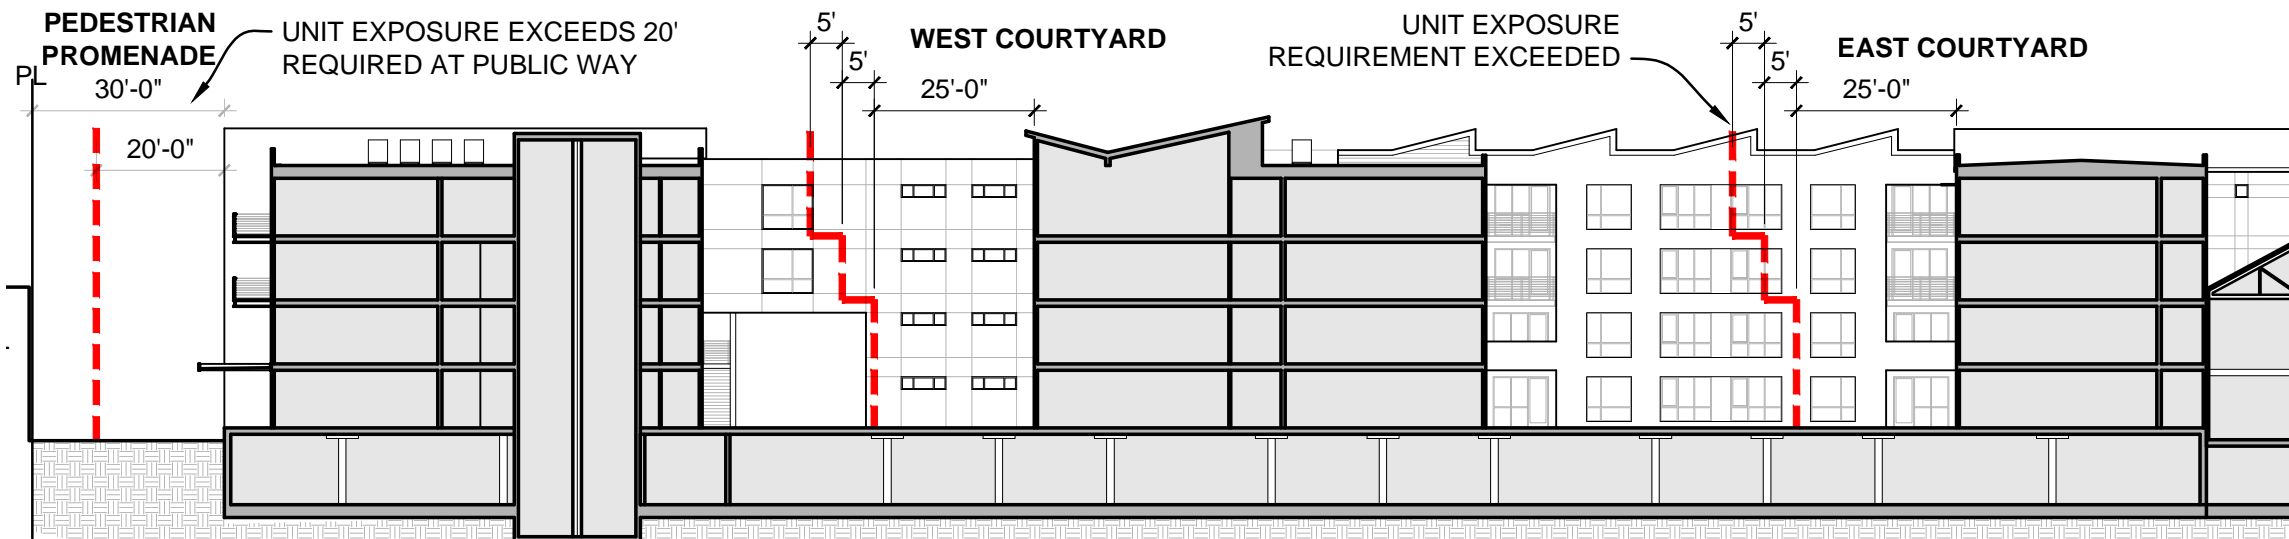 PEDESTRIAN
PROMENADE
UNIT EXPOSURE EXCEEDS 20'
REQUIRED AT PUBLIC WAY
PL
30'-0"
20'-0"
5'
5'
WEST COURTYARD
25'-0"
UNIT EXPOSURE
REQUIREMENT EXCEEDED
5'
5'
EAST COURTYARD
25'-0"